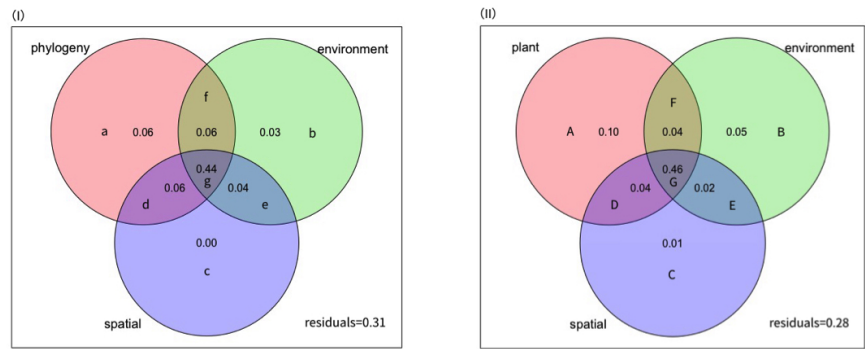 (I)
phylogeny
environment
f
a
0.06
0.06
0.03
b
0.44
g
0.06
0.04
d
e
0.00
c
spatial
residuals=0.31
(II)
plant
environment
F
A
0.10
0.04
0.05
B
0.46
G
0.04
0.02
D
E
0.01
C
spatial
residuals=0.28